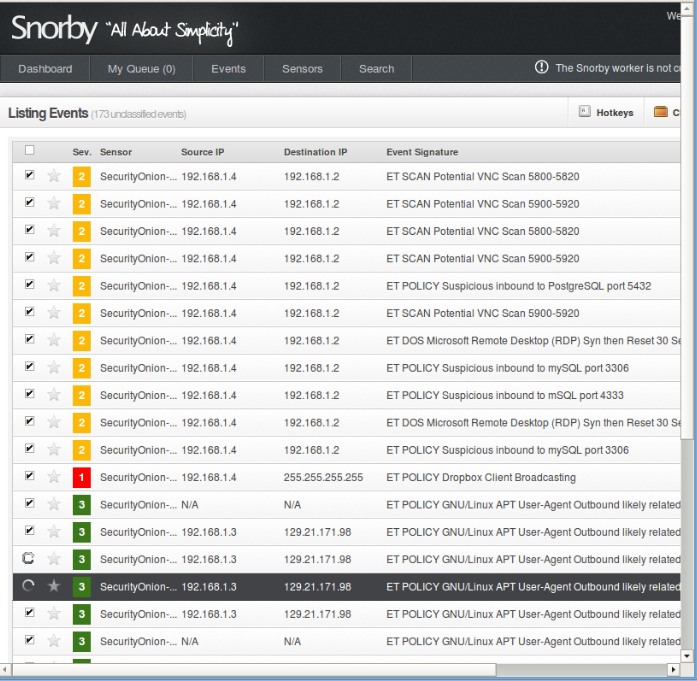 Snorby "All About Simplicity"
We
Dashboard My Queue (0) Events Sensors Search The Snorby worker is not cu
Listing Events (173 unclassified events) Hotkeys C
Sev. Sensor Source IP Destination IP Event Signature
2 SecurityOnion-... 192.168.1.4 192.168.1.2 ET SCAN Potential VNC Scan 5800-5820
2 SecurityOnion-... 192.168.1.4 192.168.1.2 ET SCAN Potential VNC Scan 5900-5920
2 SecurityOnion-... 192.168.1.4 192.168.1.2 ET SCAN Potential VNC Scan 5800-5820
2 SecurityOnion-... 192.168.1.4 192.168.1.2 ET SCAN Potential VNC Scan 5900-5920
2 SecurityOnion-... 192.168.1.4 192.168.1.2 ET POLICY Suspicious inbound to PostgreSQL port 5432
2 SecurityOnion-... 192.168.1.4 192.168.1.2 ET SCAN Potential VNC Scan 5900-5920
2 SecurityOnion-... 192.168.1.4 192.168.1.2 ET DOS Microsoft Remote Desktop (RDP) Syn then Reset 30 Se
2 SecurityOnion-... 192.168.1.4 192.168.1.2 ET POLICY Suspicious inbound to mySQL port 3306
2 SecurityOnion-... 192.168.1.4 192.168.1.2 ET POLICY Suspicious inbound to mSQL port 4333
2 SecurityOnion-... 192.168.1.4 192.168.1.2 ET DOS Microsoft Remote Desktop (RDP) Syn then Reset 30 Se
2 SecurityOnion-... 192.168.1.4 192.168.1.2 ET POLICY Suspicious inbound to mySQL port 3306
1 SecurityOnion-... 192.168.1.4 255.255.255.255 ET POLICY Dropbox Client Broadcasting
3 SecurityOnion-... N/A N/A ET POLICY GNU/Linux APT User-Agent Outbound likely related
3 SecurityOnion-... 192.168.1.3 129.21.171.98 ET POLICY GNU/Linux APT User-Agent Outbound likely related
3 SecurityOnion-... 192.168.1.3 129.21.171.98 ET POLICY GNU/Linux APT User-Agent Outbound likely related
3 SecurityOnion-... 192.168.1.3 129.21.171.98 ET POLICY GNU/Linux APT User-Agent Outbound likely related
3 SecurityOnion-... 192.168.1.3 129.21.171.98 ET POLICY GNU/Linux APT User-Agent Outbound likely related
3 SecurityOnion-... N/A N/A ET POLICY GNU/Linux APT User-Agent Outbound likely related